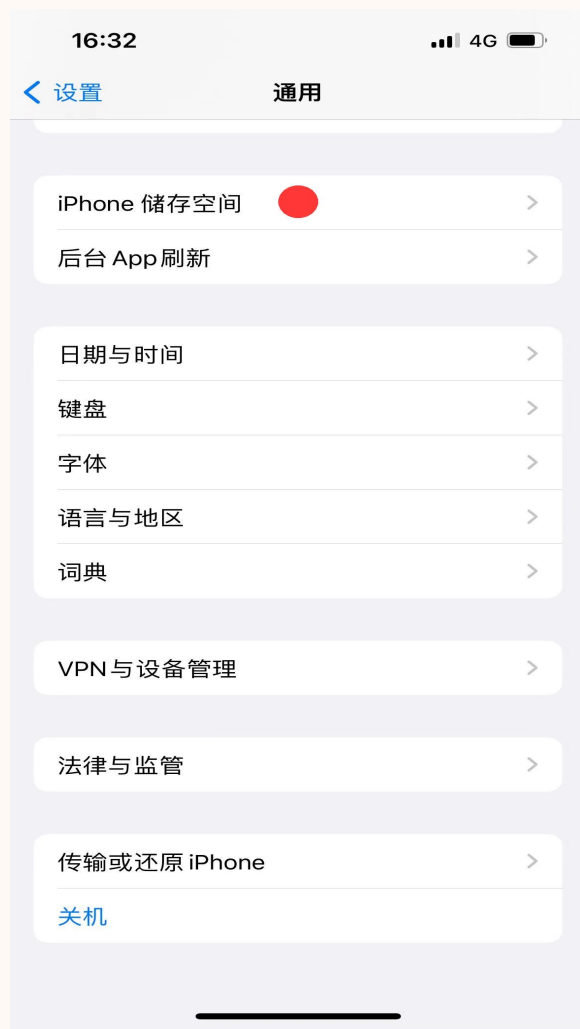 16:32
4G
设置
通用
iPhone 储存空间
后台 App 刷新
日期与时间
键盘
字体
语言与地区
词典
VPN 与设备管理
法律与监管
传输或还原 iPhone
关机